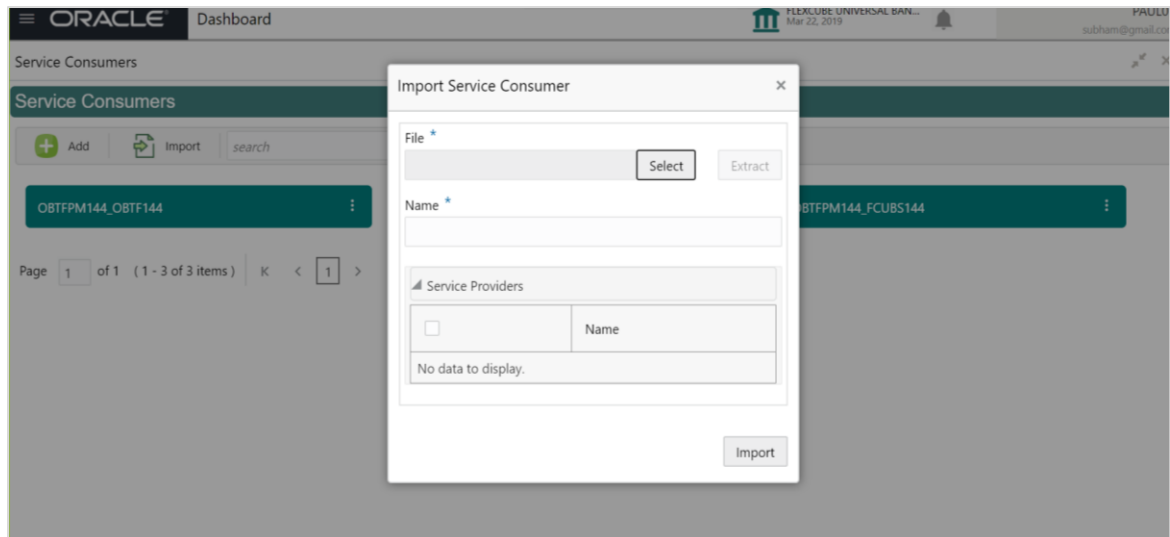 ORACLE
Dashboard
FLEXCUBE UNIVERSAL BAN...
Mar 22, 2019
PAULO
subham@gmail.com
Service Consumers
Service Consumers
Add
Import
search
OBTFPM144_OBTF144
OBTFPM144_FCUBS144
Page 1 of 1 (1 - 3 of 3 items) K < 1 >
Import Service Consumer ×
File *
Select
Extract
Name *
Service Providers
Name
No data to display.
Import